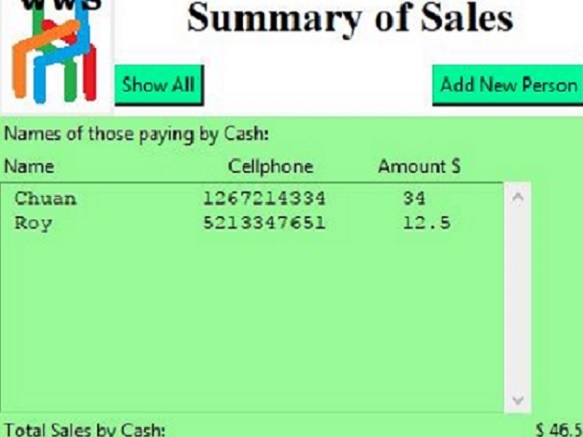 wws
Summary of Sales
Show All
Add New Person
Names of those paying by Cash:
Name Cellphone Amount $
Chuan 1267214334 34
Roy 5213347651 12.5
Total Sales by Cash: $ 46.5